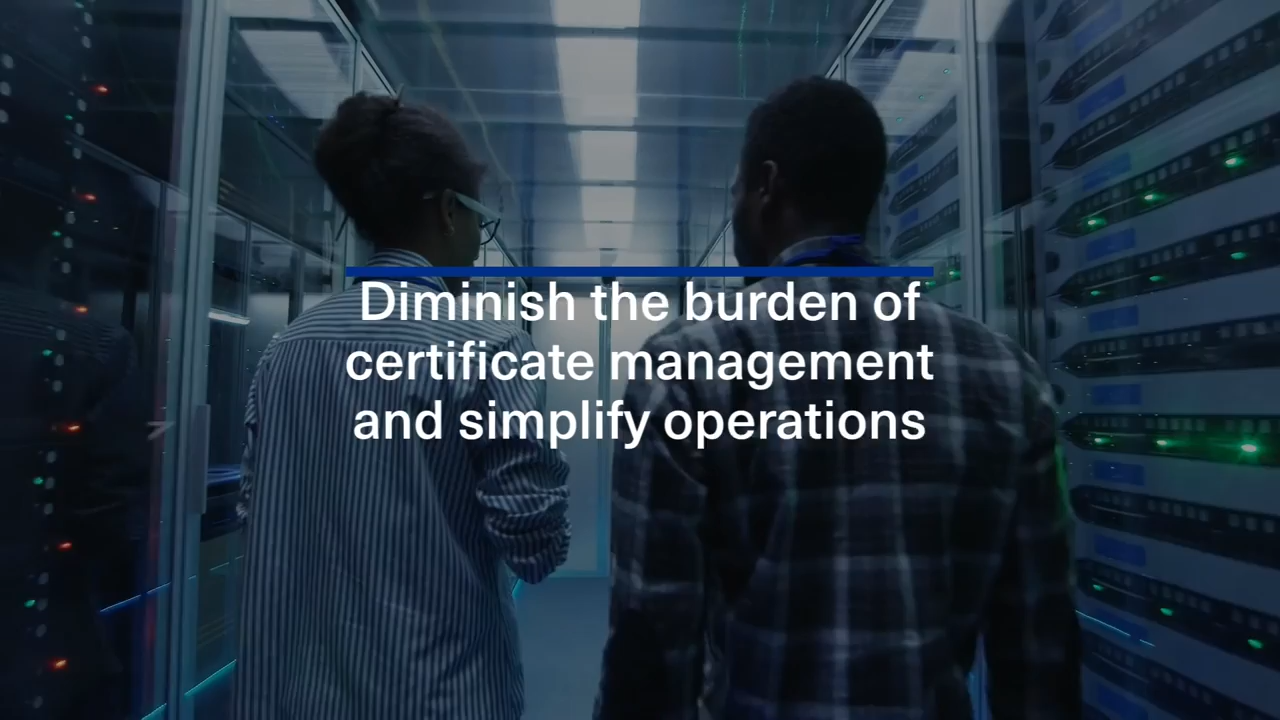 Diminish the burden of
certificate management
and simplify operations